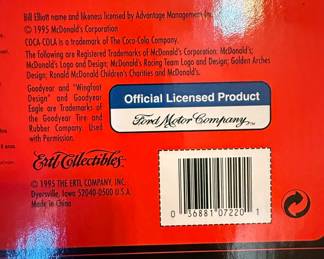 Bill Elliott name and likeness licensed by Advantage Management Inc.
© 1995 McDonald's Corporation
COCA-COLA is a trademark of The Coca-Cola Company.
The following are Registered Trademarks of McDonald's Corporation: McDonald's;
McDonald's Logo and Design; McDonald's Racing Team Logo and Design; Golden Arches
Design; Ronald McDonald Children's Charities and McDonald's.
Goodyear and "Wingfoot
Design" and Goodyear
Eagle are Trademarks of
the Goodyear Tire and
Rubber Company. Used
with Permission.
Official Licensed Product
Ford Motor Company,™
Ertl Collectibles™
© 1995 THE ERTL COMPANY, INC.
Dyersville, Iowa 52040-0500 U.S.A.
Made in China
0 36881 07220 1